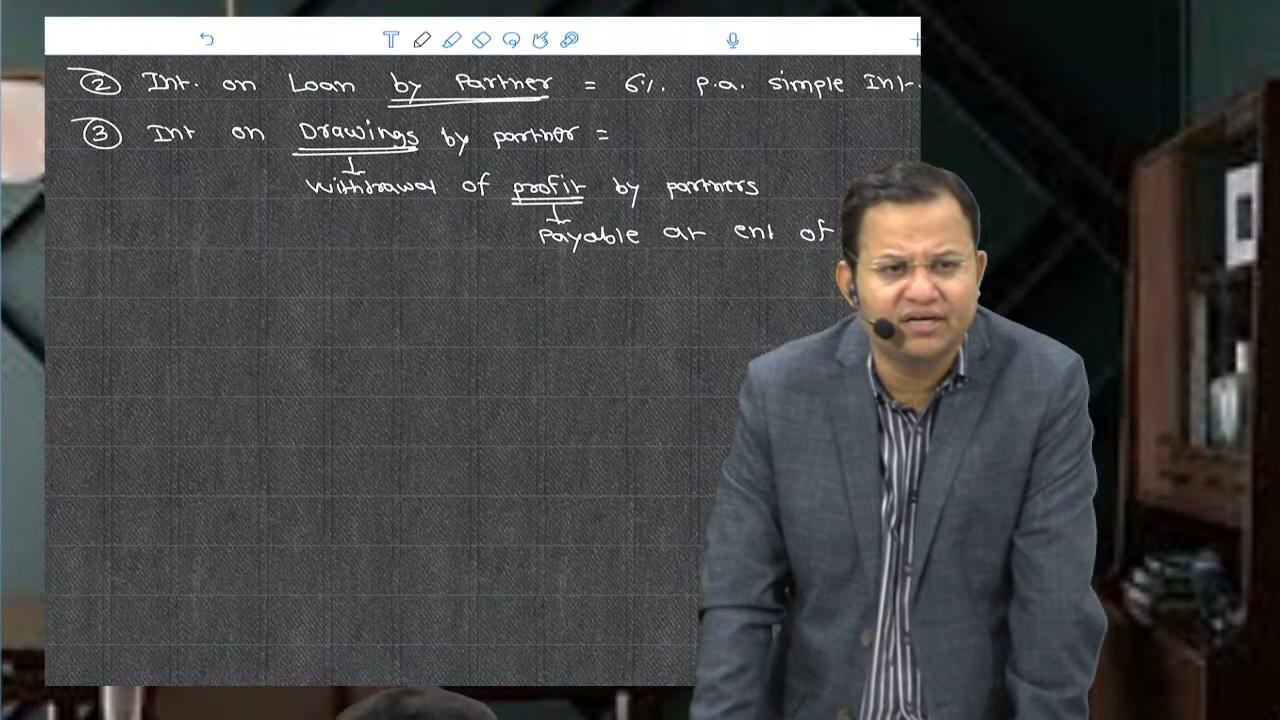 ② Int. on Loan by Partner = 6%. p.a. simple Int.
③ Int on Drawings by partner =
withdrawal of profit by partners
Payable at ent of